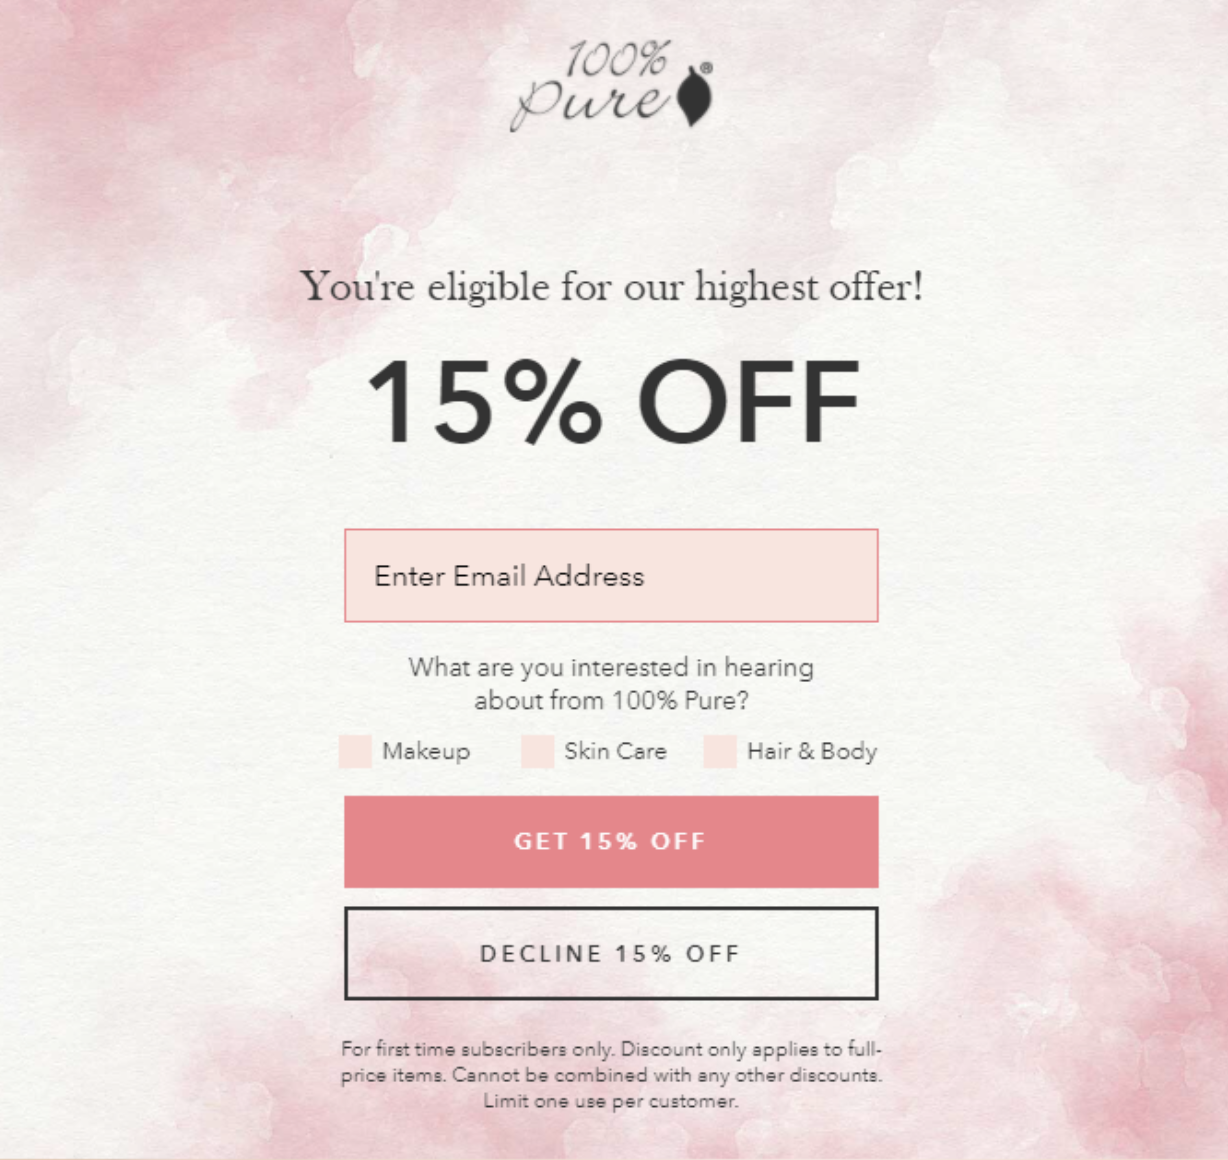 100%
Pure®
You're eligible for our highest offer!
15% OFF
Enter Email Address
What are you interested in hearing
about from 100% Pure?
Makeup Skin Care Hair & Body
GET 15% OFF
DECLINE 15% OFF
For first time subscribers only. Discount only applies to full-
price items. Cannot be combined with any other discounts.
Limit one use per customer.